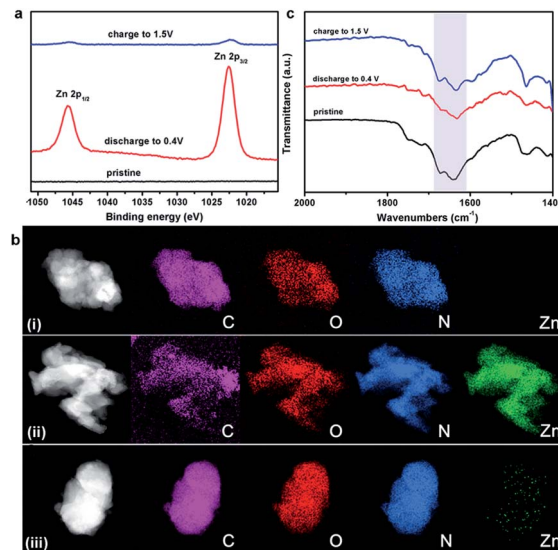 a
charge to 1.5V
Zn 2p3/2
Zn 2p1/2
discharge to 0.4V
pristine
1050 1045 1040 1035 1030 1025 1020
Binding energy (eV)
c
charge to 1.5 V
discharge to 0.4 V
pristine
Transmittance (a.u.)
2000 1800 1600 140
Wavenumbers (cm-1)
b
(i) C O N Zn
(ii) C O N Zn
(iii) C O N Zn